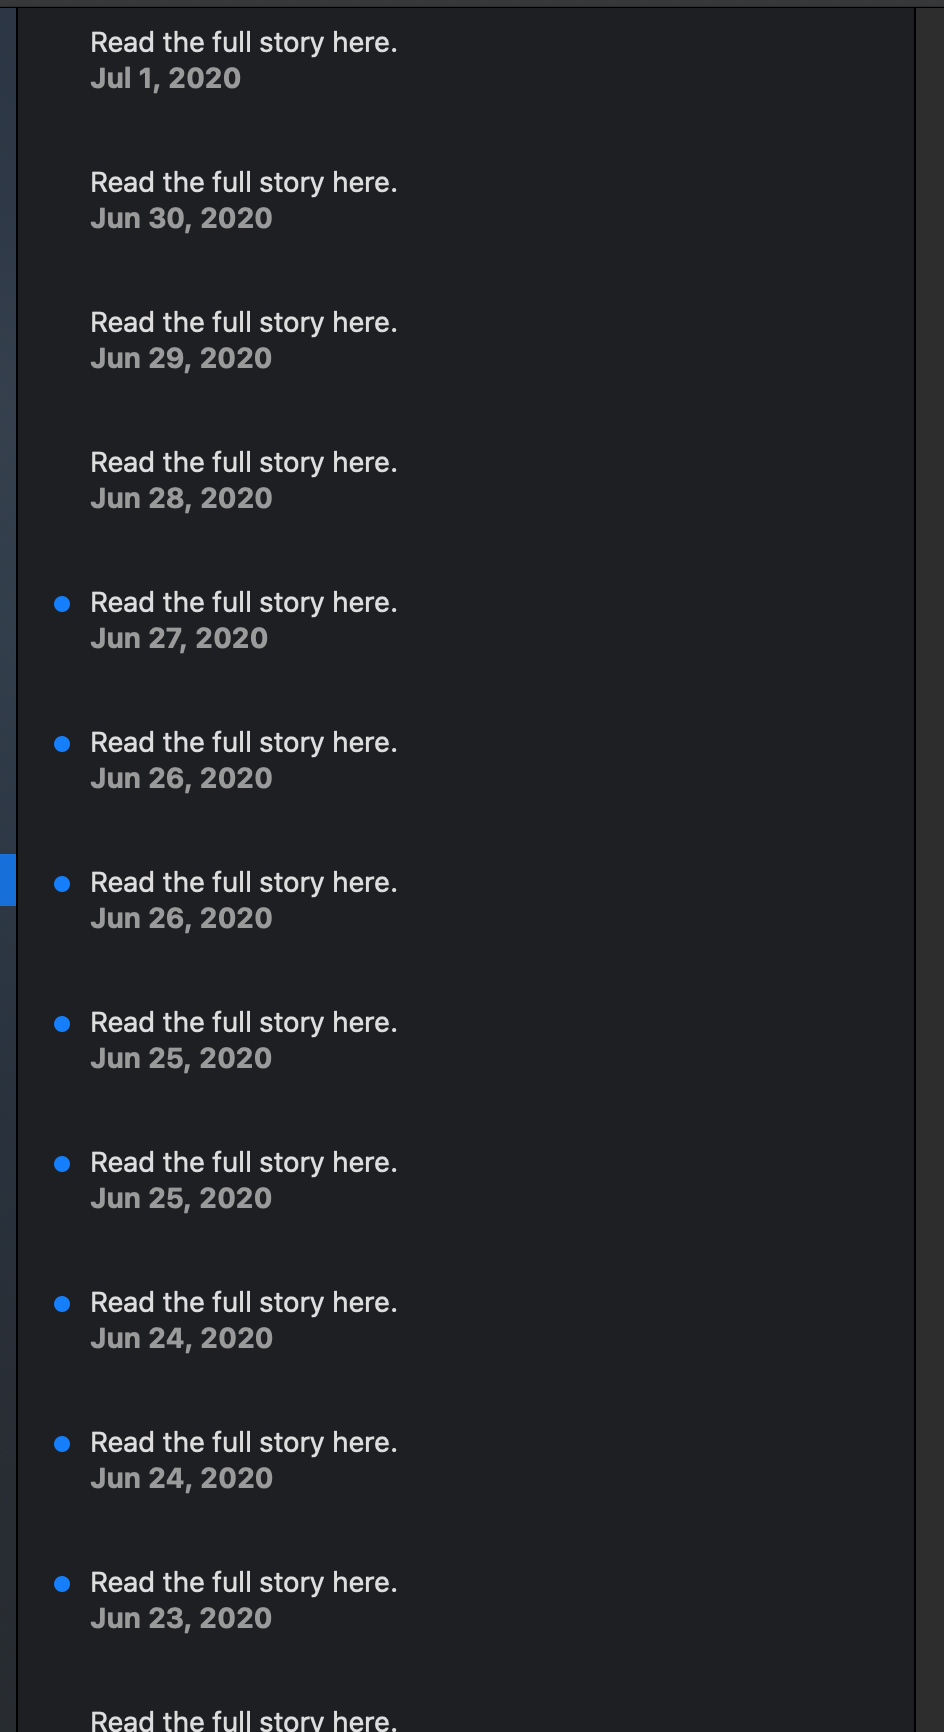 Read the full story here.
Jul 1, 2020
Read the full story here.
Jun 30, 2020
Read the full story here.
Jun 29, 2020
Read the full story here.
Jun 28, 2020
Read the full story here.
Jun 27, 2020
Read the full story here.
Jun 26, 2020
Read the full story here.
Jun 26, 2020
Read the full story here.
Jun 25, 2020
Read the full story here.
Jun 25, 2020
Read the full story here.
Jun 24, 2020
Read the full story here.
Jun 24, 2020
Read the full story here.
Jun 23, 2020
Read the full story here.